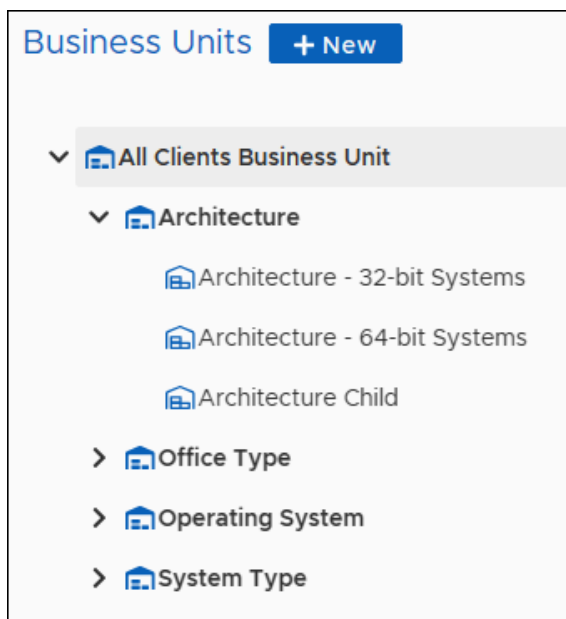 Business Units + New
All Clients Business Unit
Architecture
Architecture - 32-bit Systems
Architecture - 64-bit Systems
Architecture Child
Office Type
Operating System
System Type